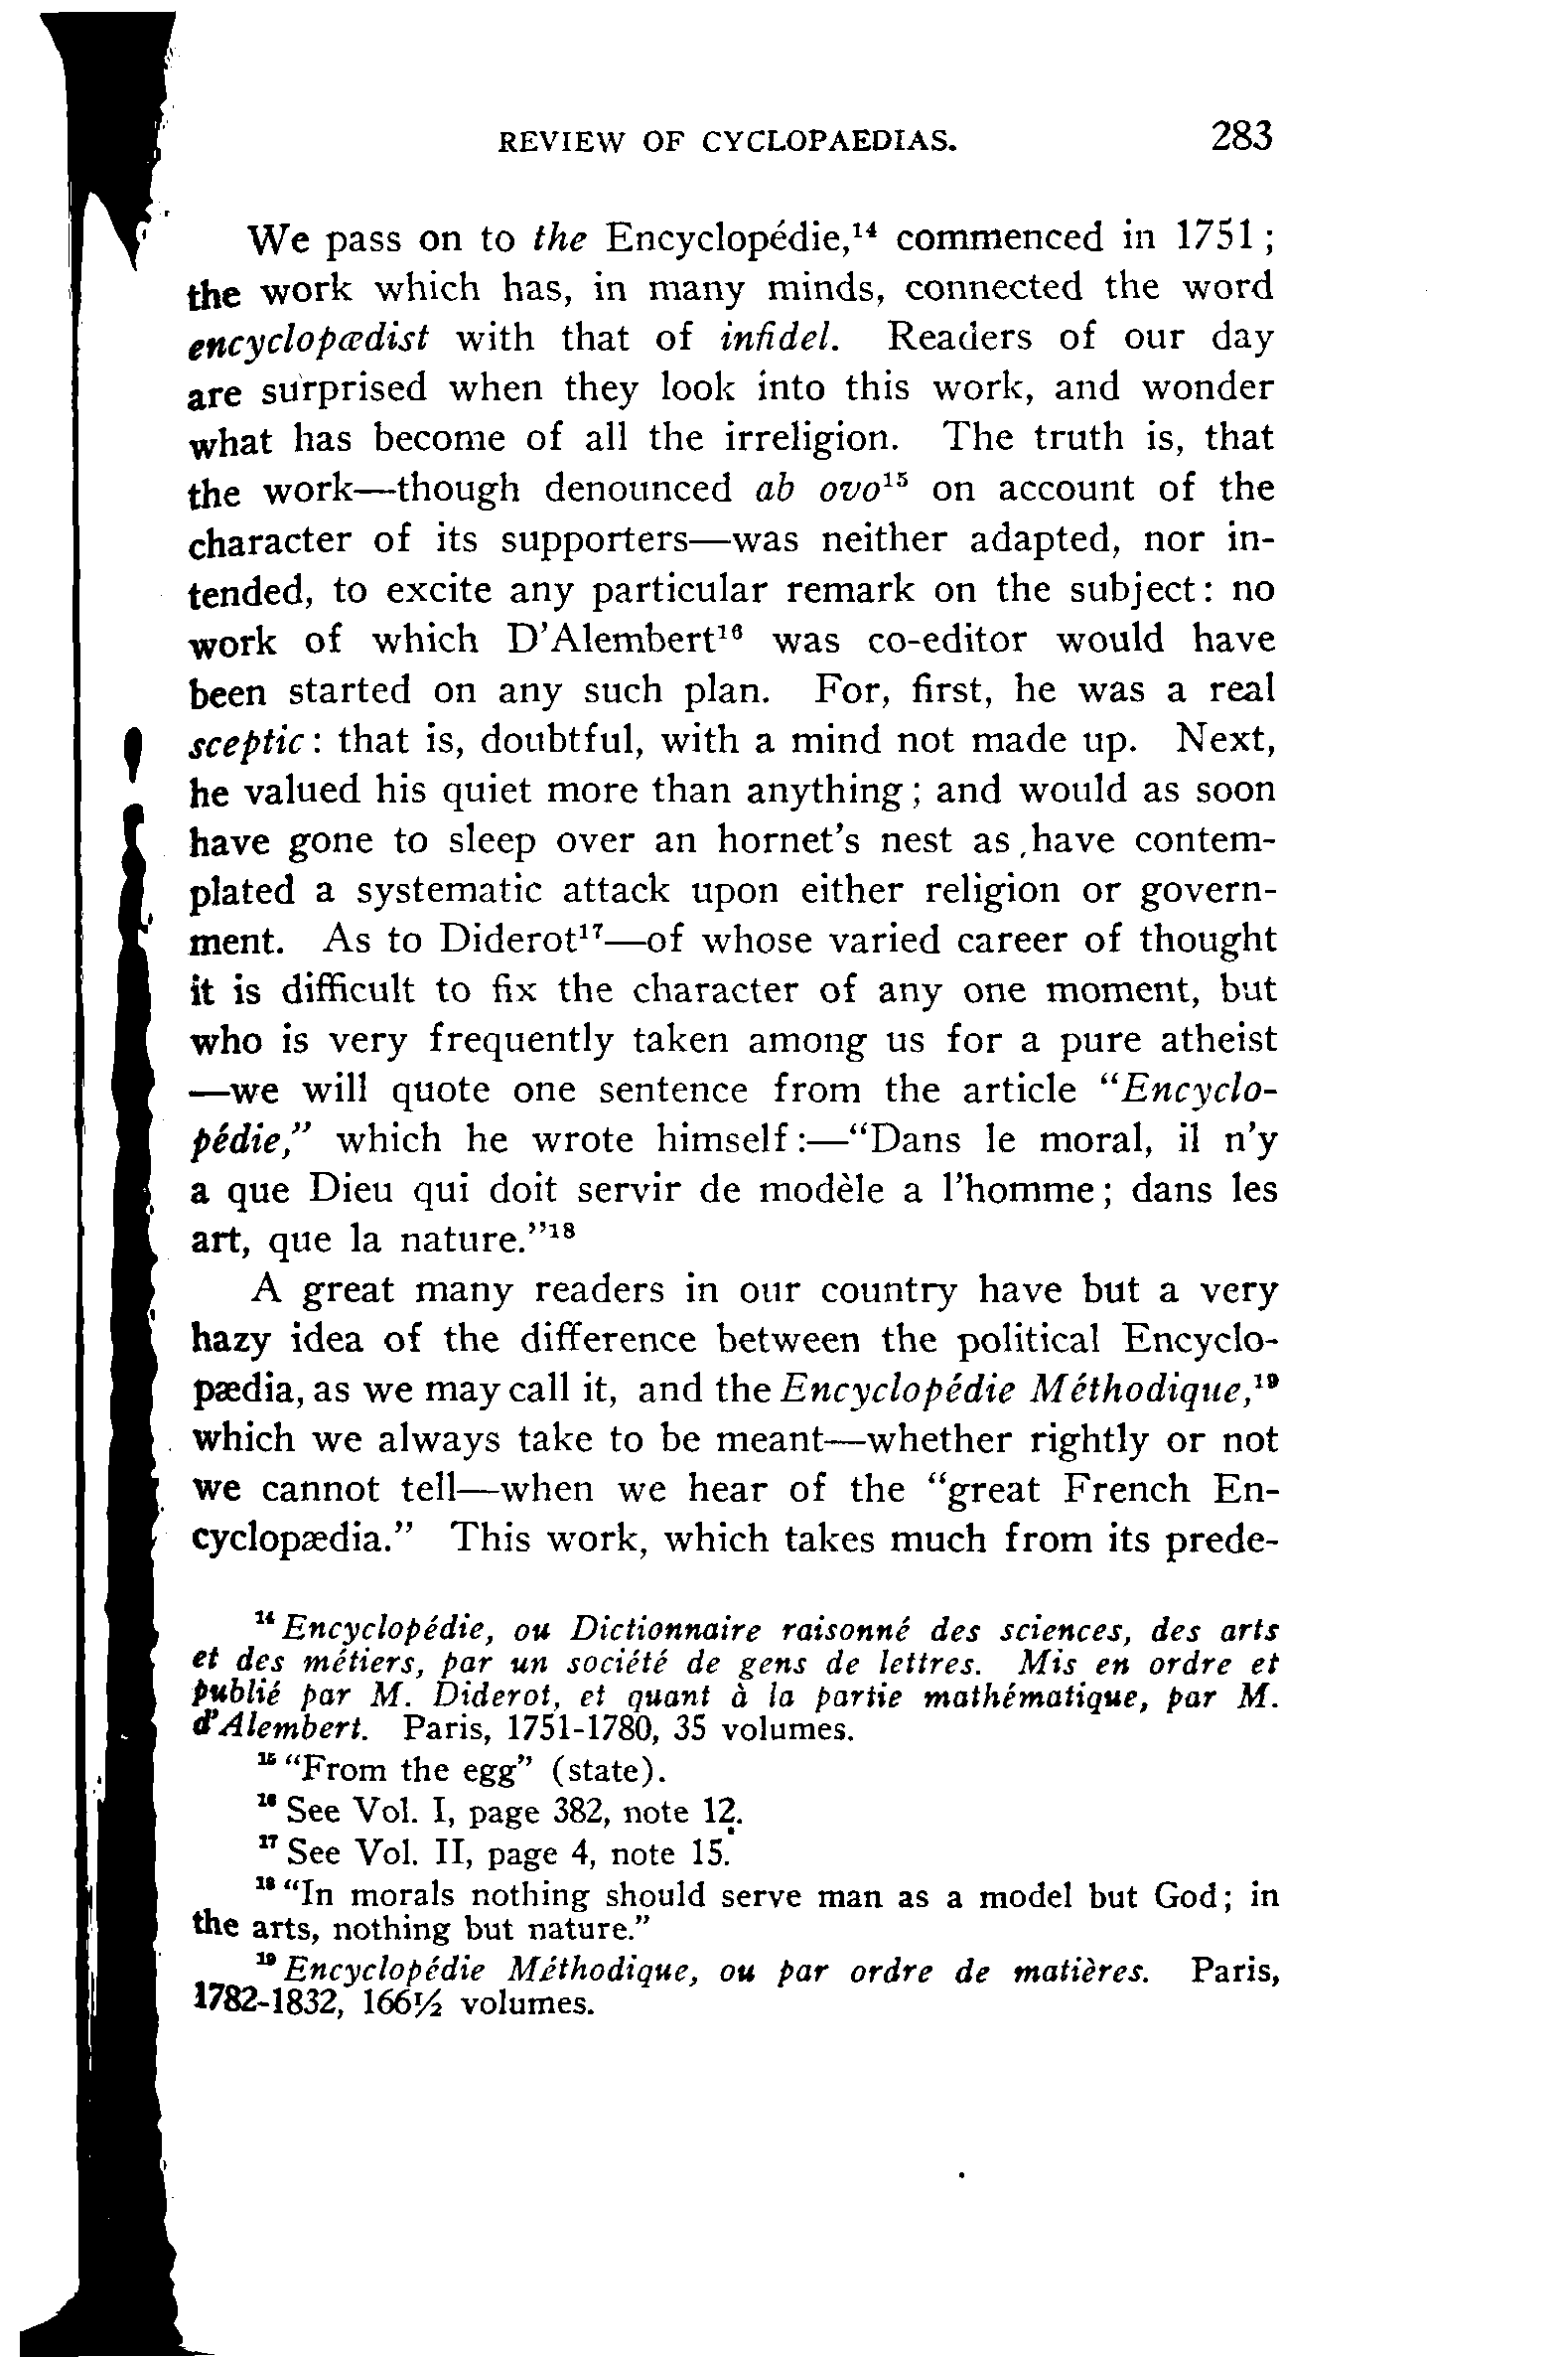 REVIEW OF CYCLOPAEDIAS. 283
We pass on to the Encyclopédie,¹⁴ commenced in 1751;
the work which has, in many minds, connected the word
encyclopædist with that of infidel. Readers of our day
are surprised when they look into this work, and wonder
what has become of all the irreligion. The truth is, that
the work—though denounced ab ovo¹⁵ on account of the
character of its supporters—was neither adapted, nor in-
tended, to excite any particular remark on the subject: no
work of which D'Alembert¹⁶ was co-editor would have
been started on any such plan. For, first, he was a real
sceptic: that is, doubtful, with a mind not made up. Next,
he valued his quiet more than anything; and would as soon
have gone to sleep over an hornet's nest as have contem-
plated a systematic attack upon either religion or govern-
ment. As to Diderot¹⁷—of whose varied career of thought
it is difficult to fix the character of any one moment, but
who is very frequently taken among us for a pure atheist
—we will quote one sentence from the article "Encyclo-
pédie," which he wrote himself:—"Dans le moral, il n'y
a que Dieu qui doit servir de modèle a l'homme; dans les
art, que la nature."¹⁸
A great many readers in our country have but a very
hazy idea of the difference between the political Encyclo-
pædia, as we may call it, and the Encyclopédie Méthodique,¹⁹
which we always take to be meant—whether rightly or not
we cannot tell—when we hear of the "great French En-
cyclopædia." This work, which takes much from its prede-
¹⁴ Encyclopédie, ou Dictionnaire raisonné des sciences, des arts
et des métiers, par un société de gens de lettres. Mis en ordre et
publié par M. Diderot, et quant à la partie mathématique, par M.
d'Alembert. Paris, 1751-1780, 35 volumes.
¹⁵ "From the egg" (state).
¹⁶ See Vol. I, page 382, note 12.
¹⁷ See Vol. II, page 4, note 15.
¹⁸ "In morals nothing should serve man as a model but God; in
the arts, nothing but nature."
¹⁹ Encyclopédie Méthodique, ou par ordre de matières. Paris,
1782-1832, 166½ volumes.